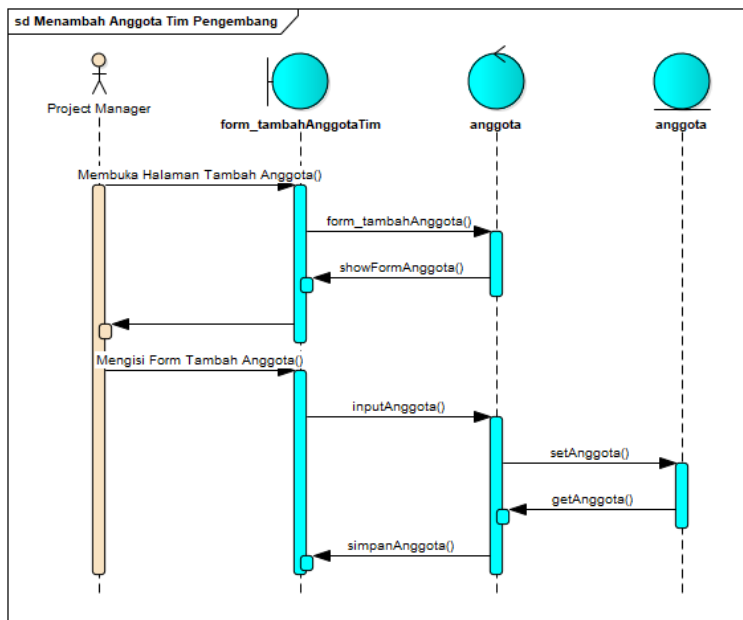 sd Menambah Anggota Tim Pengembang
Project Manager
form_tambahAnggotaTim
anggota
anggota
Membuka Halaman Tambah Anggota()
form_tambahAnggota()
showFormAnggota()
Mengisi Form Tambah Anggota()
inputAnggota()
setAnggota()
getAnggota()
simpanAnggota()